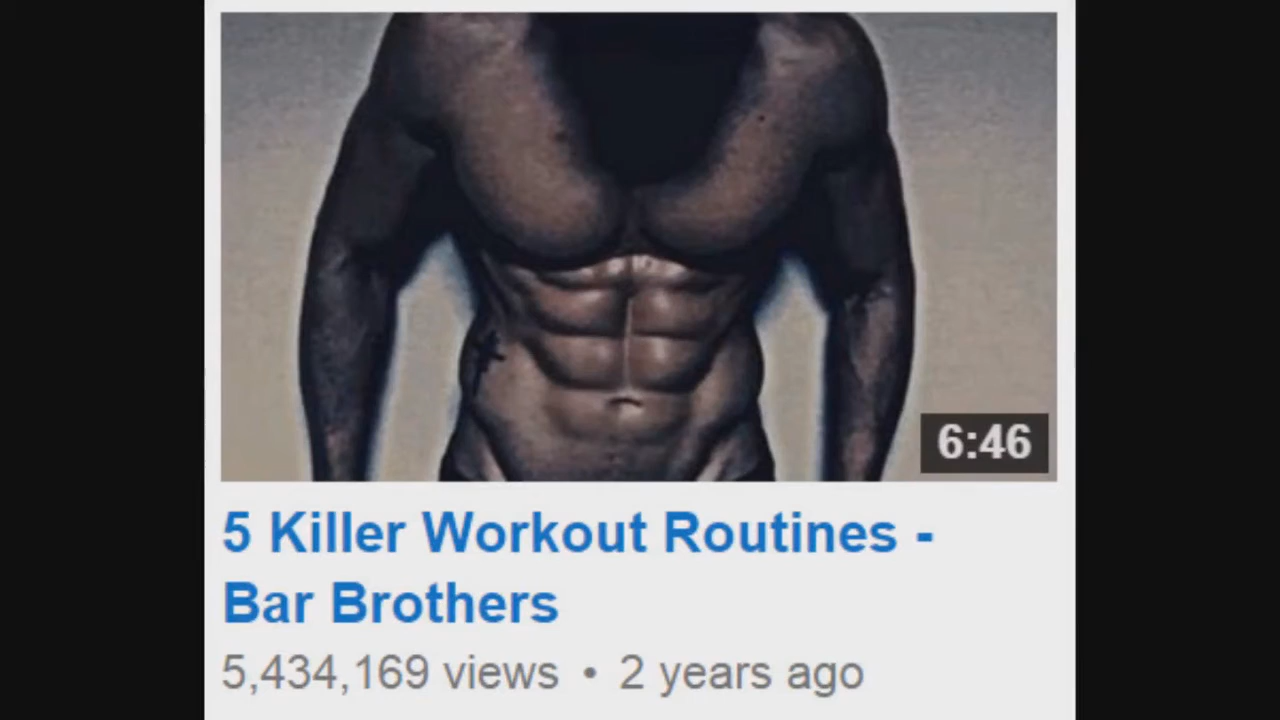 6:46
5 Killer Workout Routines -
Bar Brothers
5,434,169 views • 2 years ago